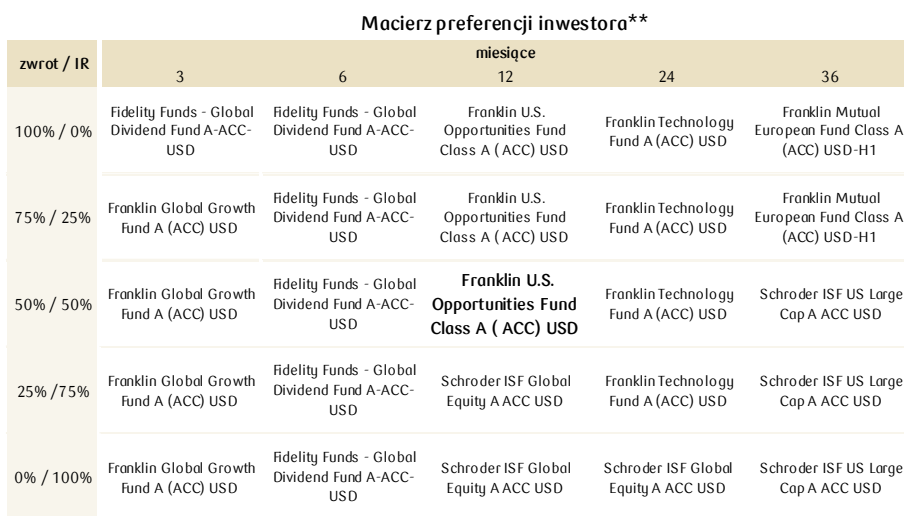 Macierz preferencji inwestora**
zwrot / IR
miesiące
3 6 12 24 36
100% / 0%
Fidelity Funds - Global
Dividend Fund A-ACC-
USD
Fidelity Funds - Global
Dividend Fund A-ACC-
USD
Franklin U.S.
Opportunities Fund
Class A ( ACC) USD
Franklin Technology
Fund A (ACC) USD
Franklin Mutual
European Fund Class A
(ACC) USD-H1
75% / 25%
Franklin Global Growth
Fund A (ACC) USD
Fidelity Funds - Global
Dividend Fund A-ACC-
USD
Franklin U.S.
Opportunities Fund
Class A ( ACC) USD
Franklin Technology
Fund A (ACC) USD
Franklin Mutual
European Fund Class A
(ACC) USD-H1
50% / 50%
Franklin Global Growth
Fund A (ACC) USD
Fidelity Funds - Global
Dividend Fund A-ACC-
USD
Franklin U.S.
Opportunities Fund
Class A ( ACC) USD
Franklin Technology
Fund A (ACC) USD
Schroder ISF US Large
Cap A ACC USD
25% /75%
Franklin Global Growth
Fund A (ACC) USD
Fidelity Funds - Global
Dividend Fund A-ACC-
USD
Schroder ISF Global
Equity A ACC USD
Franklin Technology
Fund A (ACC) USD
Schroder ISF US Large
Cap A ACC USD
0% / 100%
Franklin Global Growth
Fund A (ACC) USD
Fidelity Funds - Global
Dividend Fund A-ACC-
USD
Schroder ISF Global
Equity A ACC USD
Schroder ISF Global
Equity A ACC USD
Schroder ISF US Large
Cap A ACC USD